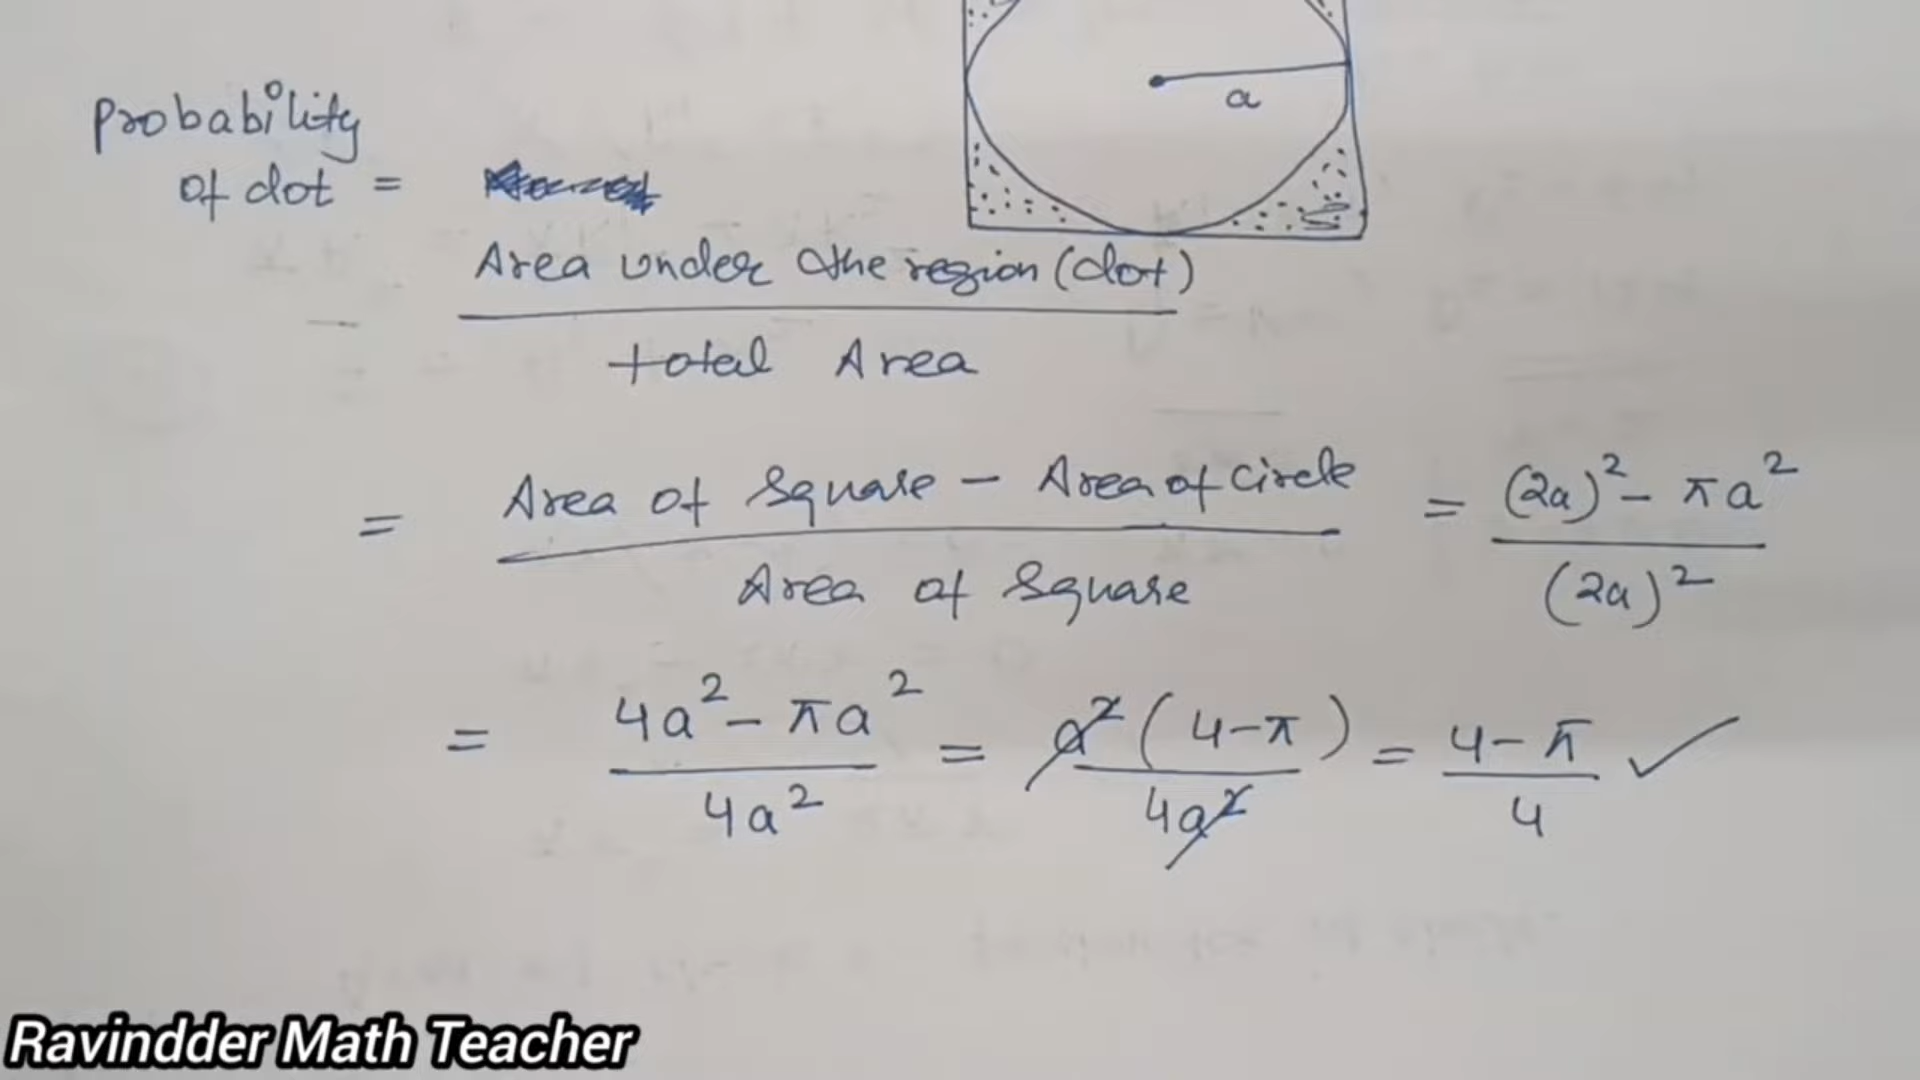 a
probability
of dot =
Area under the region (dot)
total Area
= Area of Square - Area of Circle = (2a)² - πa²
Area of Square (2a)²
= 4a² - πa² = a² (4-π) = 4-π ✓
4a² 4a² 4
Ravindder Math Teacher